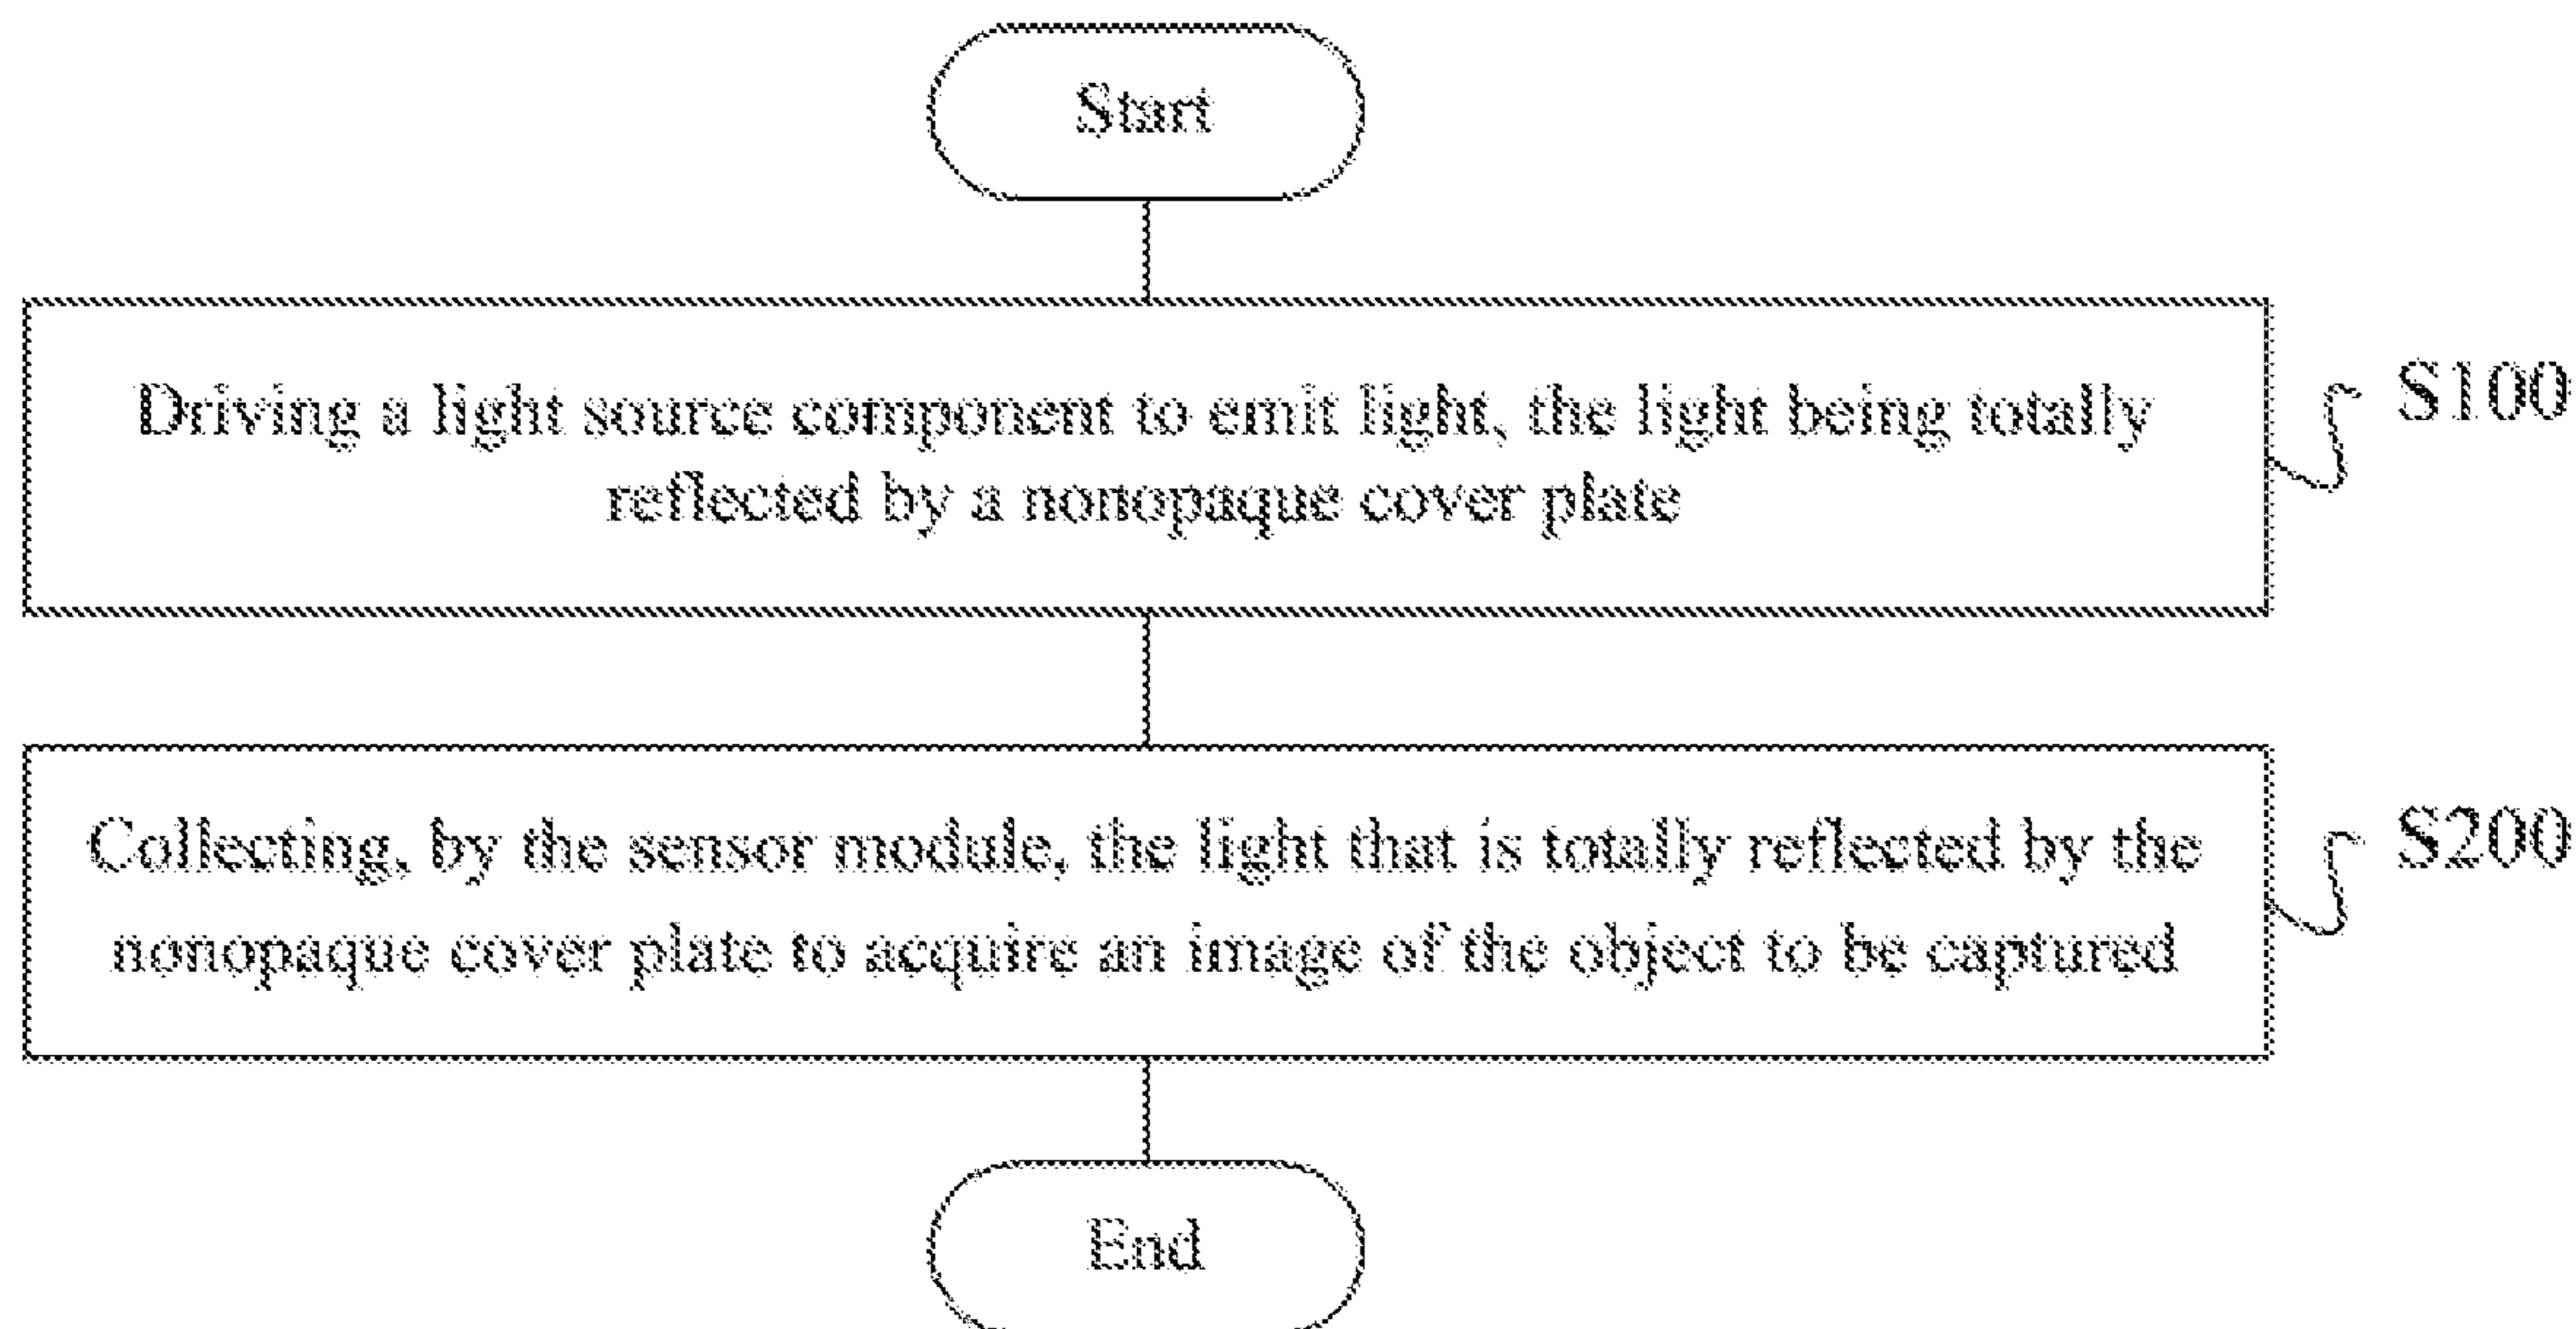 Start
Driving a light source component to emit light, the light being totally
reflected by a nonopaque cover plate
S100
Collecting, by the sensor module, the light that is totally reflected by the
nonopaque cover plate to acquire an image of the object to be captured
S200
End